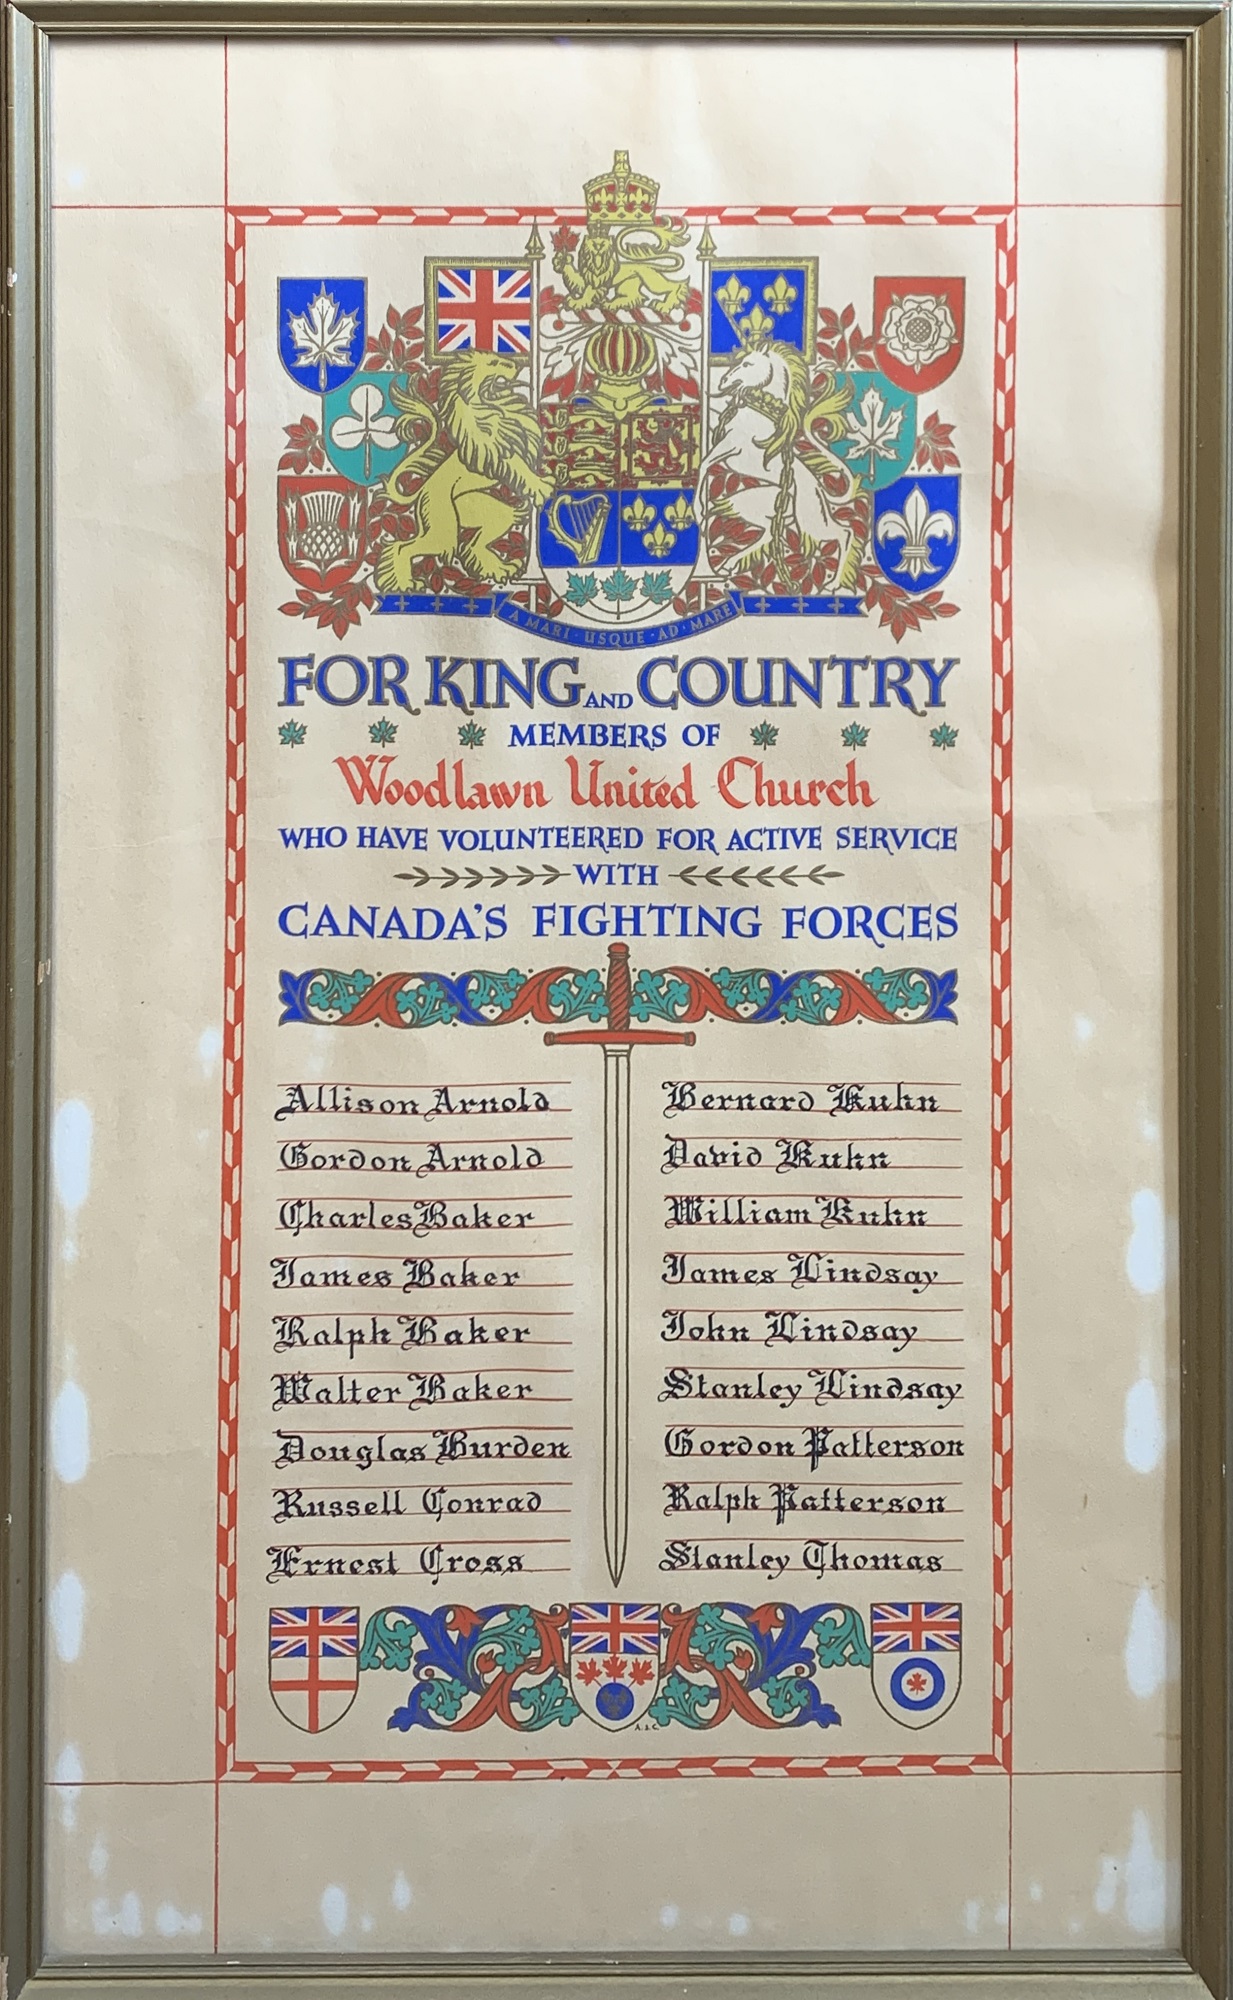 A MARI · USQUE · AD · MARE
FOR KING AND COUNTRY
MEMBERS OF
Woodlawn United Church
WHO HAVE VOLUNTEERED FOR ACTIVE SERVICE
WITH
CANADA'S FIGHTING FORCES
Allison Arnold
Gordon Arnold
Charles Baker
James Baker
Ralph Baker
Walter Baker
Douglas Burden
Russell Conrad
Ernest Cross
Bernard Kuhn
David Kuhn
William Kuhn
James Lindsay
John Lindsay
Stanley Lindsay
Gordon Patterson
Ralph Patterson
Stanley Thomas
A.J.C.